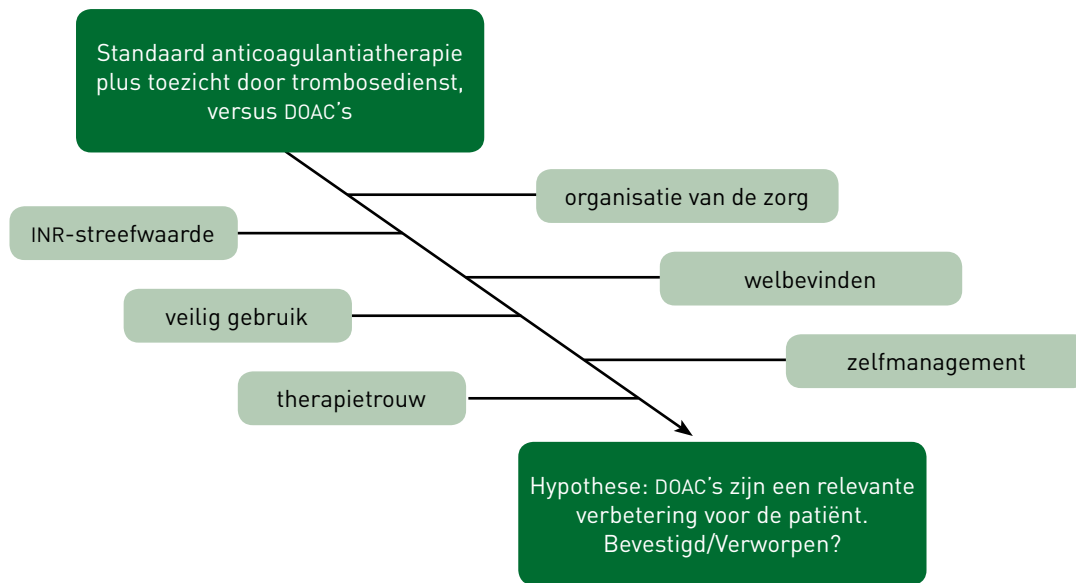 Standaard anticoagulantiatherapie
plus toezicht door trombosedienst,
versus DOAC's
organisatie van de zorg
INR-streefwaarde
welbevinden
veilig gebruik
zelfmanagement
therapietrouw
Hypothese: DOAC's zijn een relevante
verbetering voor de patiënt.
Bevestigd/Verworpen?